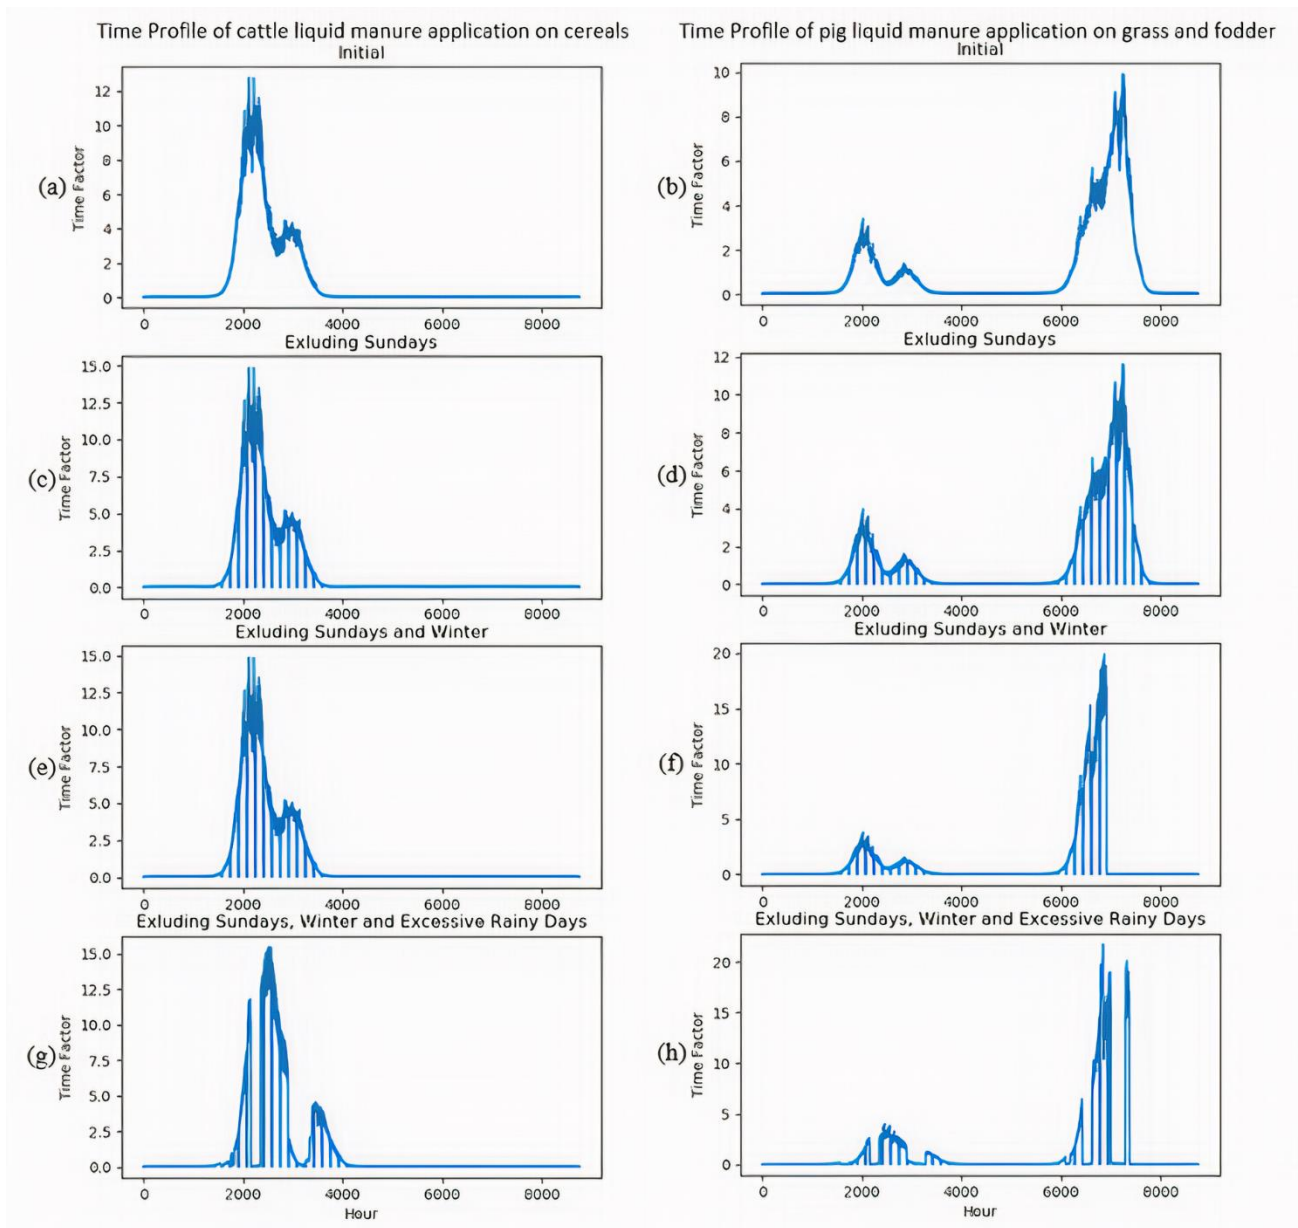 Time Profile of cattle liquid manure application on cereals
Initial
(a)
Time Factor
12
10
8
6
4
2
0
0 2000 4000 6000 8000
Time Profile of pig liquid manure application on grass and fodder
Initial
(b)
Time Factor
10
8
6
4
2
0
0 2000 4000 6000 8000
Exluding Sundays
(c)
Time Factor
15.0
12.5
10.0
7.5
5.0
2.5
0.0
0 2000 4000 6000 8000
Exluding Sundays
(d)
Time Factor
12
10
8
6
4
2
0
0 2000 4000 6000 8000
Exluding Sundays and Winter
(e)
Time Factor
15.0
12.5
10.0
7.5
5.0
2.5
0.0
0 2000 4000 6000 8000
Exluding Sundays and Winter
(f)
Time Factor
20
15
10
5
0
0 2000 4000 6000 8000
Exluding Sundays, Winter and Excessive Rainy Days
(g)
Time Factor
15.0
12.5
10.0
7.5
5.0
2.5
0.0
0 2000 4000 6000 8000
Hour
Exluding Sundays, Winter and Excessive Rainy Days
(h)
Time Factor
20
15
10
5
0
0 2000 4000 6000 8000
Hour